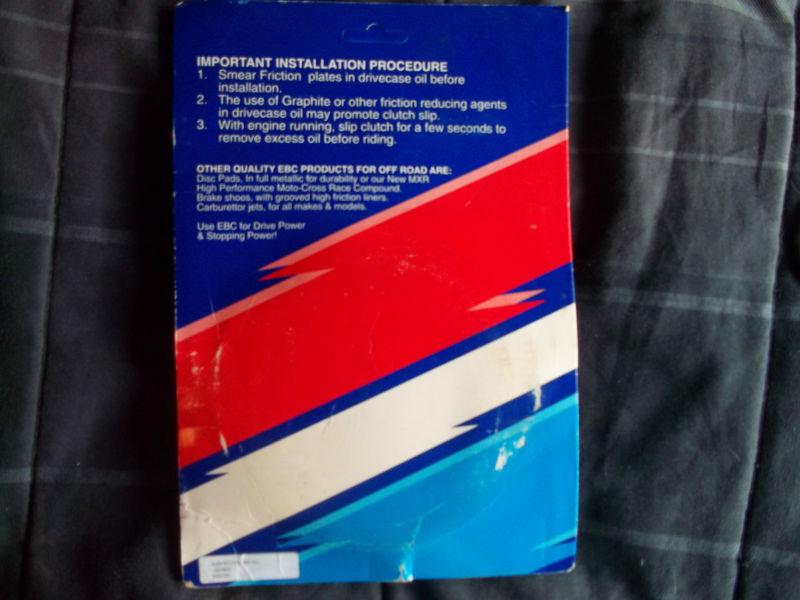 IMPORTANT INSTALLATION PROCEDURE
1. Smear Friction plates in drivecase oil before
installation.
2. The use of Graphite or other friction reducing agents
in drivecase oil may promote clutch slip.
3. With engine running, slip clutch for a few seconds to
remove excess oil before riding.
OTHER QUALITY EBC PRODUCTS FOR OFF ROAD ARE:
Disc Pads, In full metallic for durability or our New MXR
High Performance Moto-Cross Race Compound.
Brake shoes, with grooved high friction liners.
Carburettor jets, for all makes & models.
Use EBC for Drive Power
& Stopping Power!